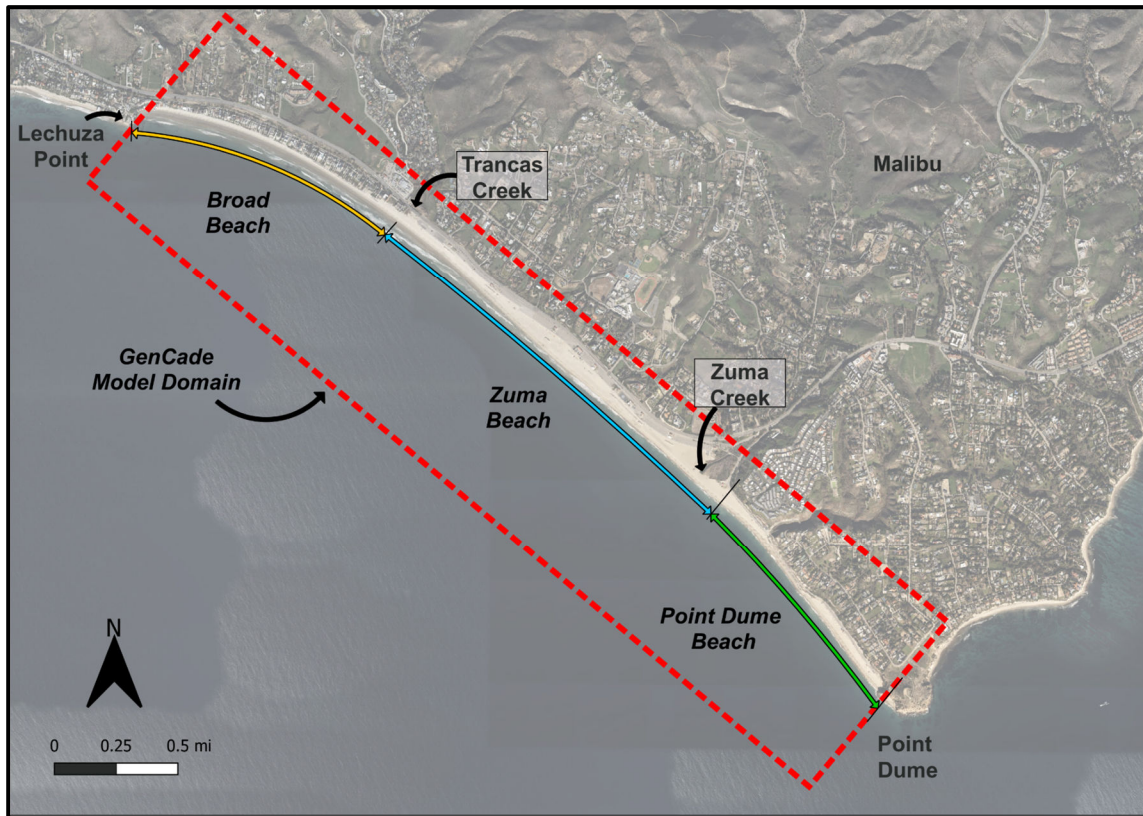 Lechuza
Point
Trancas
Creek
Malibu
Broad
Beach
GenCade
Model Domain
Zuma
Beach
Zuma
Creek
Point Dume
Beach
N
0 0.25 0.5 mi
Point
Dume